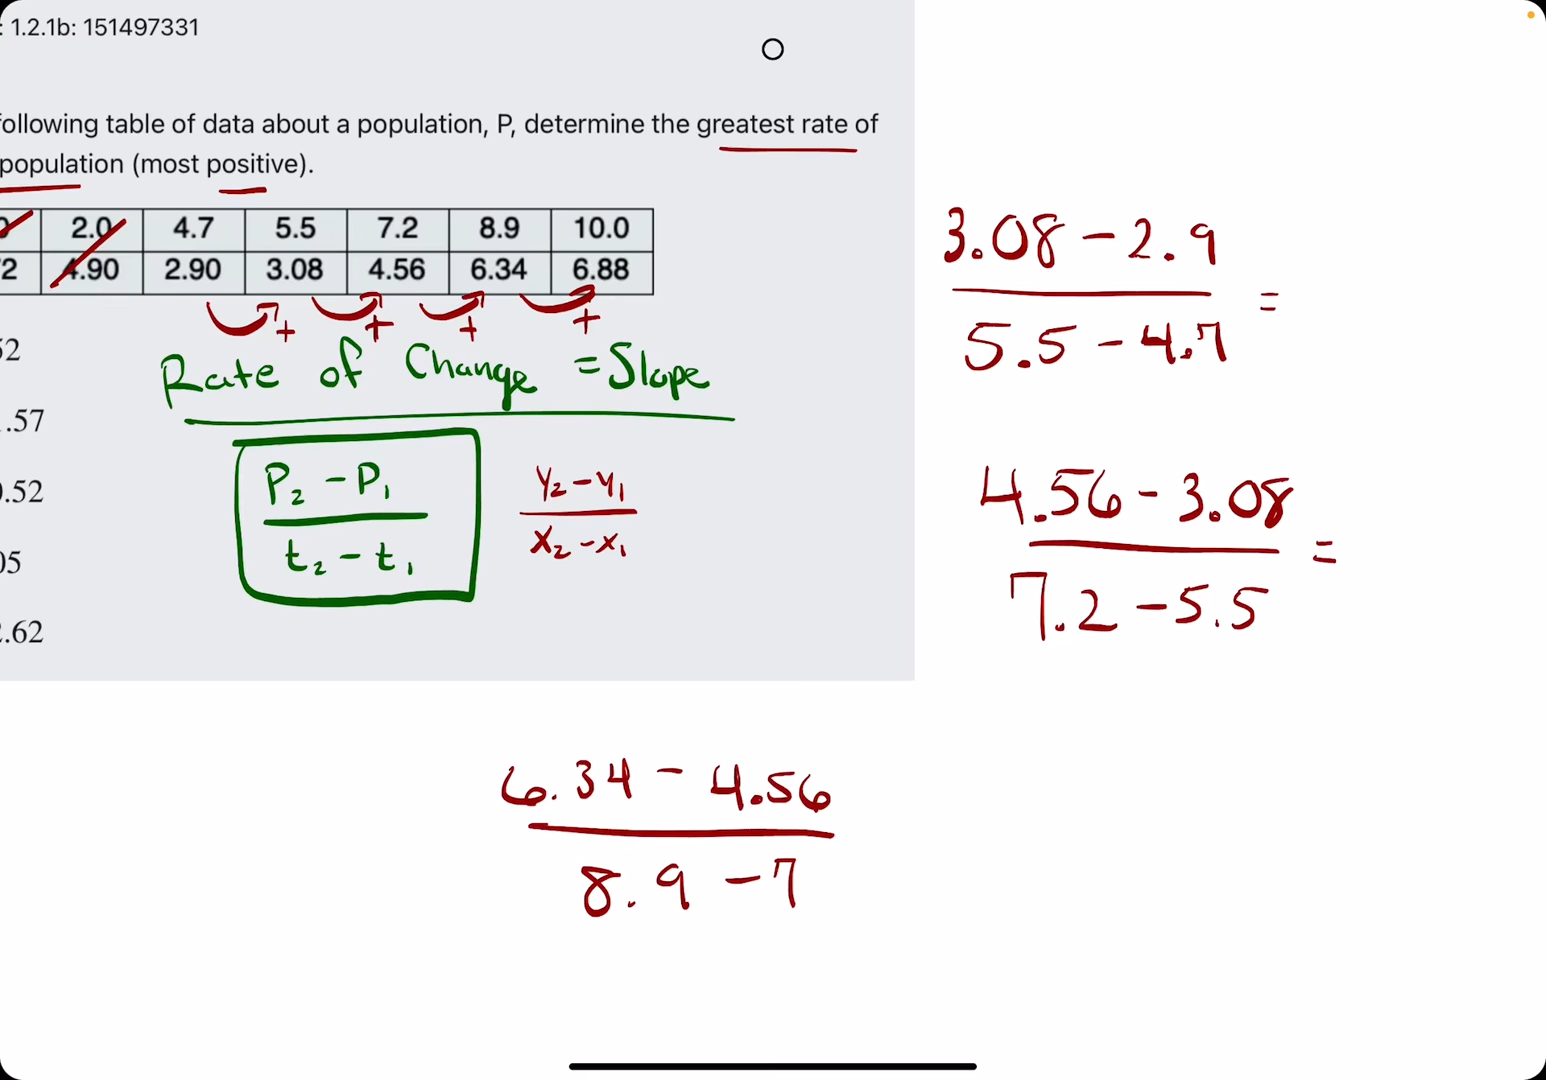 : 1.2.1b: 151497331
following table of data about a population, P, determine the greatest rate of
population (most positive).
2.0 4.7 5.5 7.2 8.9 10.0
2 4.90 2.90 3.08 4.56 6.34 6.88
+ + + +
52
.57
.52
05
.62
Rate of Change = Slope
P2 - P1
t2 - t1
Y2 - Y1
X2 - X1
3.08 - 2.9 =
5.5 - 4.7
4.56 - 3.08 =
7.2 - 5.5
6.34 - 4.56
8.9 - 7